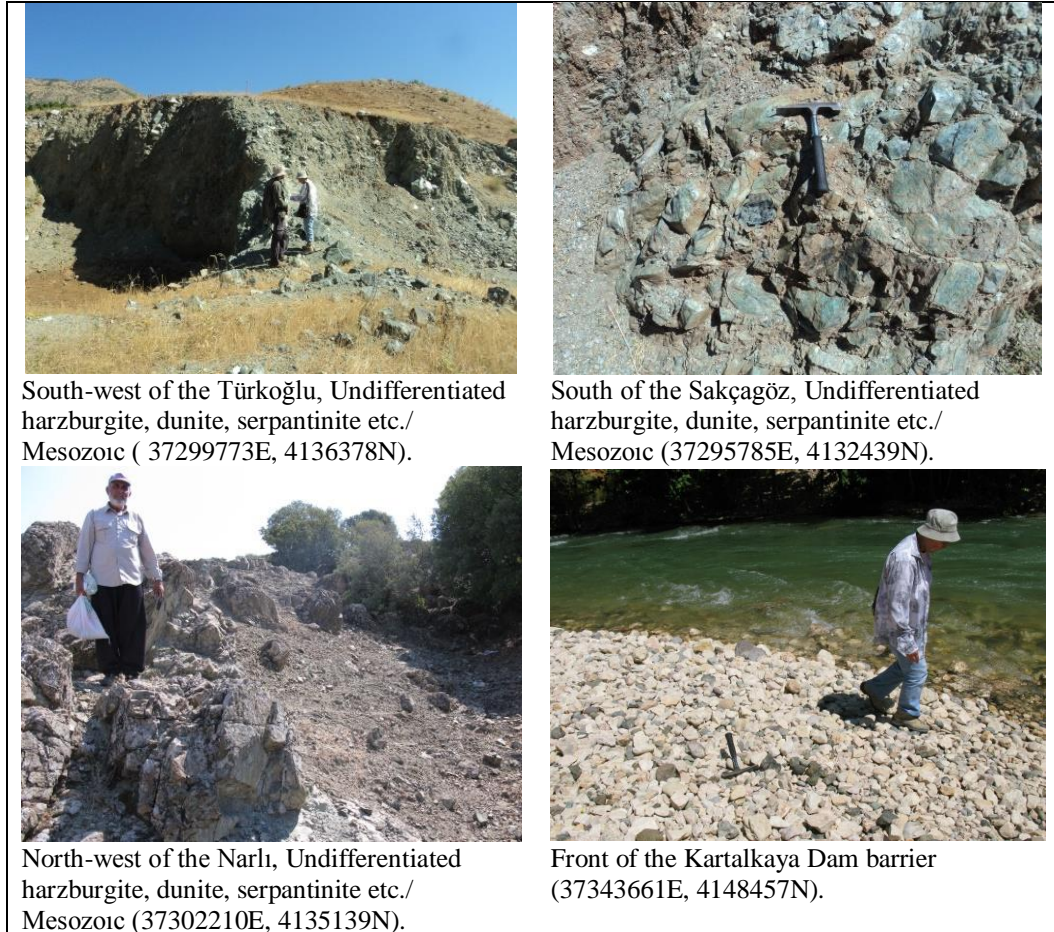 South-west of the Türkoğlu, Undifferentiated
harzburgite, dunite, serpantinite etc./
Mesozoıc ( 37299773E, 4136378N).
South of the Sakçagöz, Undifferentiated
harzburgite, dunite, serpantinite etc./
Mesozoıc (37295785E, 4132439N).
North-west of the Narlı, Undifferentiated
harzburgite, dunite, serpantinite etc./
Mesozoıc (37302210E, 4135139N).
Front of the Kartalkaya Dam barrier
(37343661E, 4148457N).